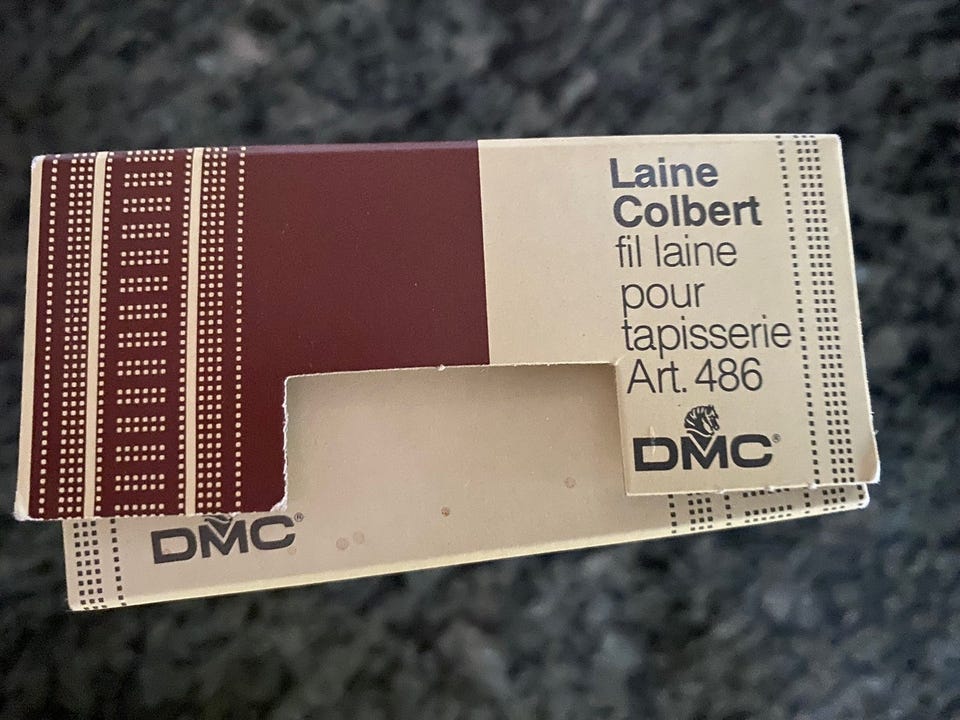 Laine
Colbert
fil laine
pour
tapisserie
Art. 486
DMC®
DMC®